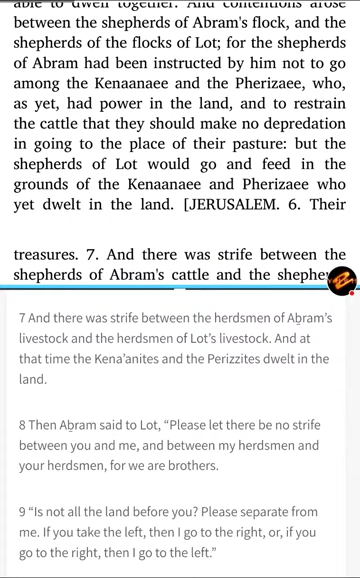 able to dwell together. And contentions arose
between the shepherds of Abram's flock, and the
shepherds of the flocks of Lot; for the shepherds
of Abram had been instructed by him not to go
among the Kenaanaee and the Pherizaee, who,
as yet, had power in the land, and to restrain
the cattle that they should make no depredation
in going to the place of their pasture: but the
shepherds of Lot would go and feed in the
grounds of the Kenaanaee and Pherizaee who
yet dwelt in the land. [JERUSALEM. 6. Their
treasures. 7. And there was strife between the
shepherds of Abram's cattle and the shephe
7 And there was strife between the herdsmen of Aḇram’s
livestock and the herdsmen of Lot’s livestock. And at
that time the Kena’anites and the Perizzites dwelt in the
land.
8 Then Aḇram said to Lot, “Please let there be no strife
between you and me, and between my herdsmen and
your herdsmen, for we are brothers.
9 “Is not all the land before you? Please separate from
me. If you take the left, then I go to the right, or, if you
go to the right, then I go to the left.”